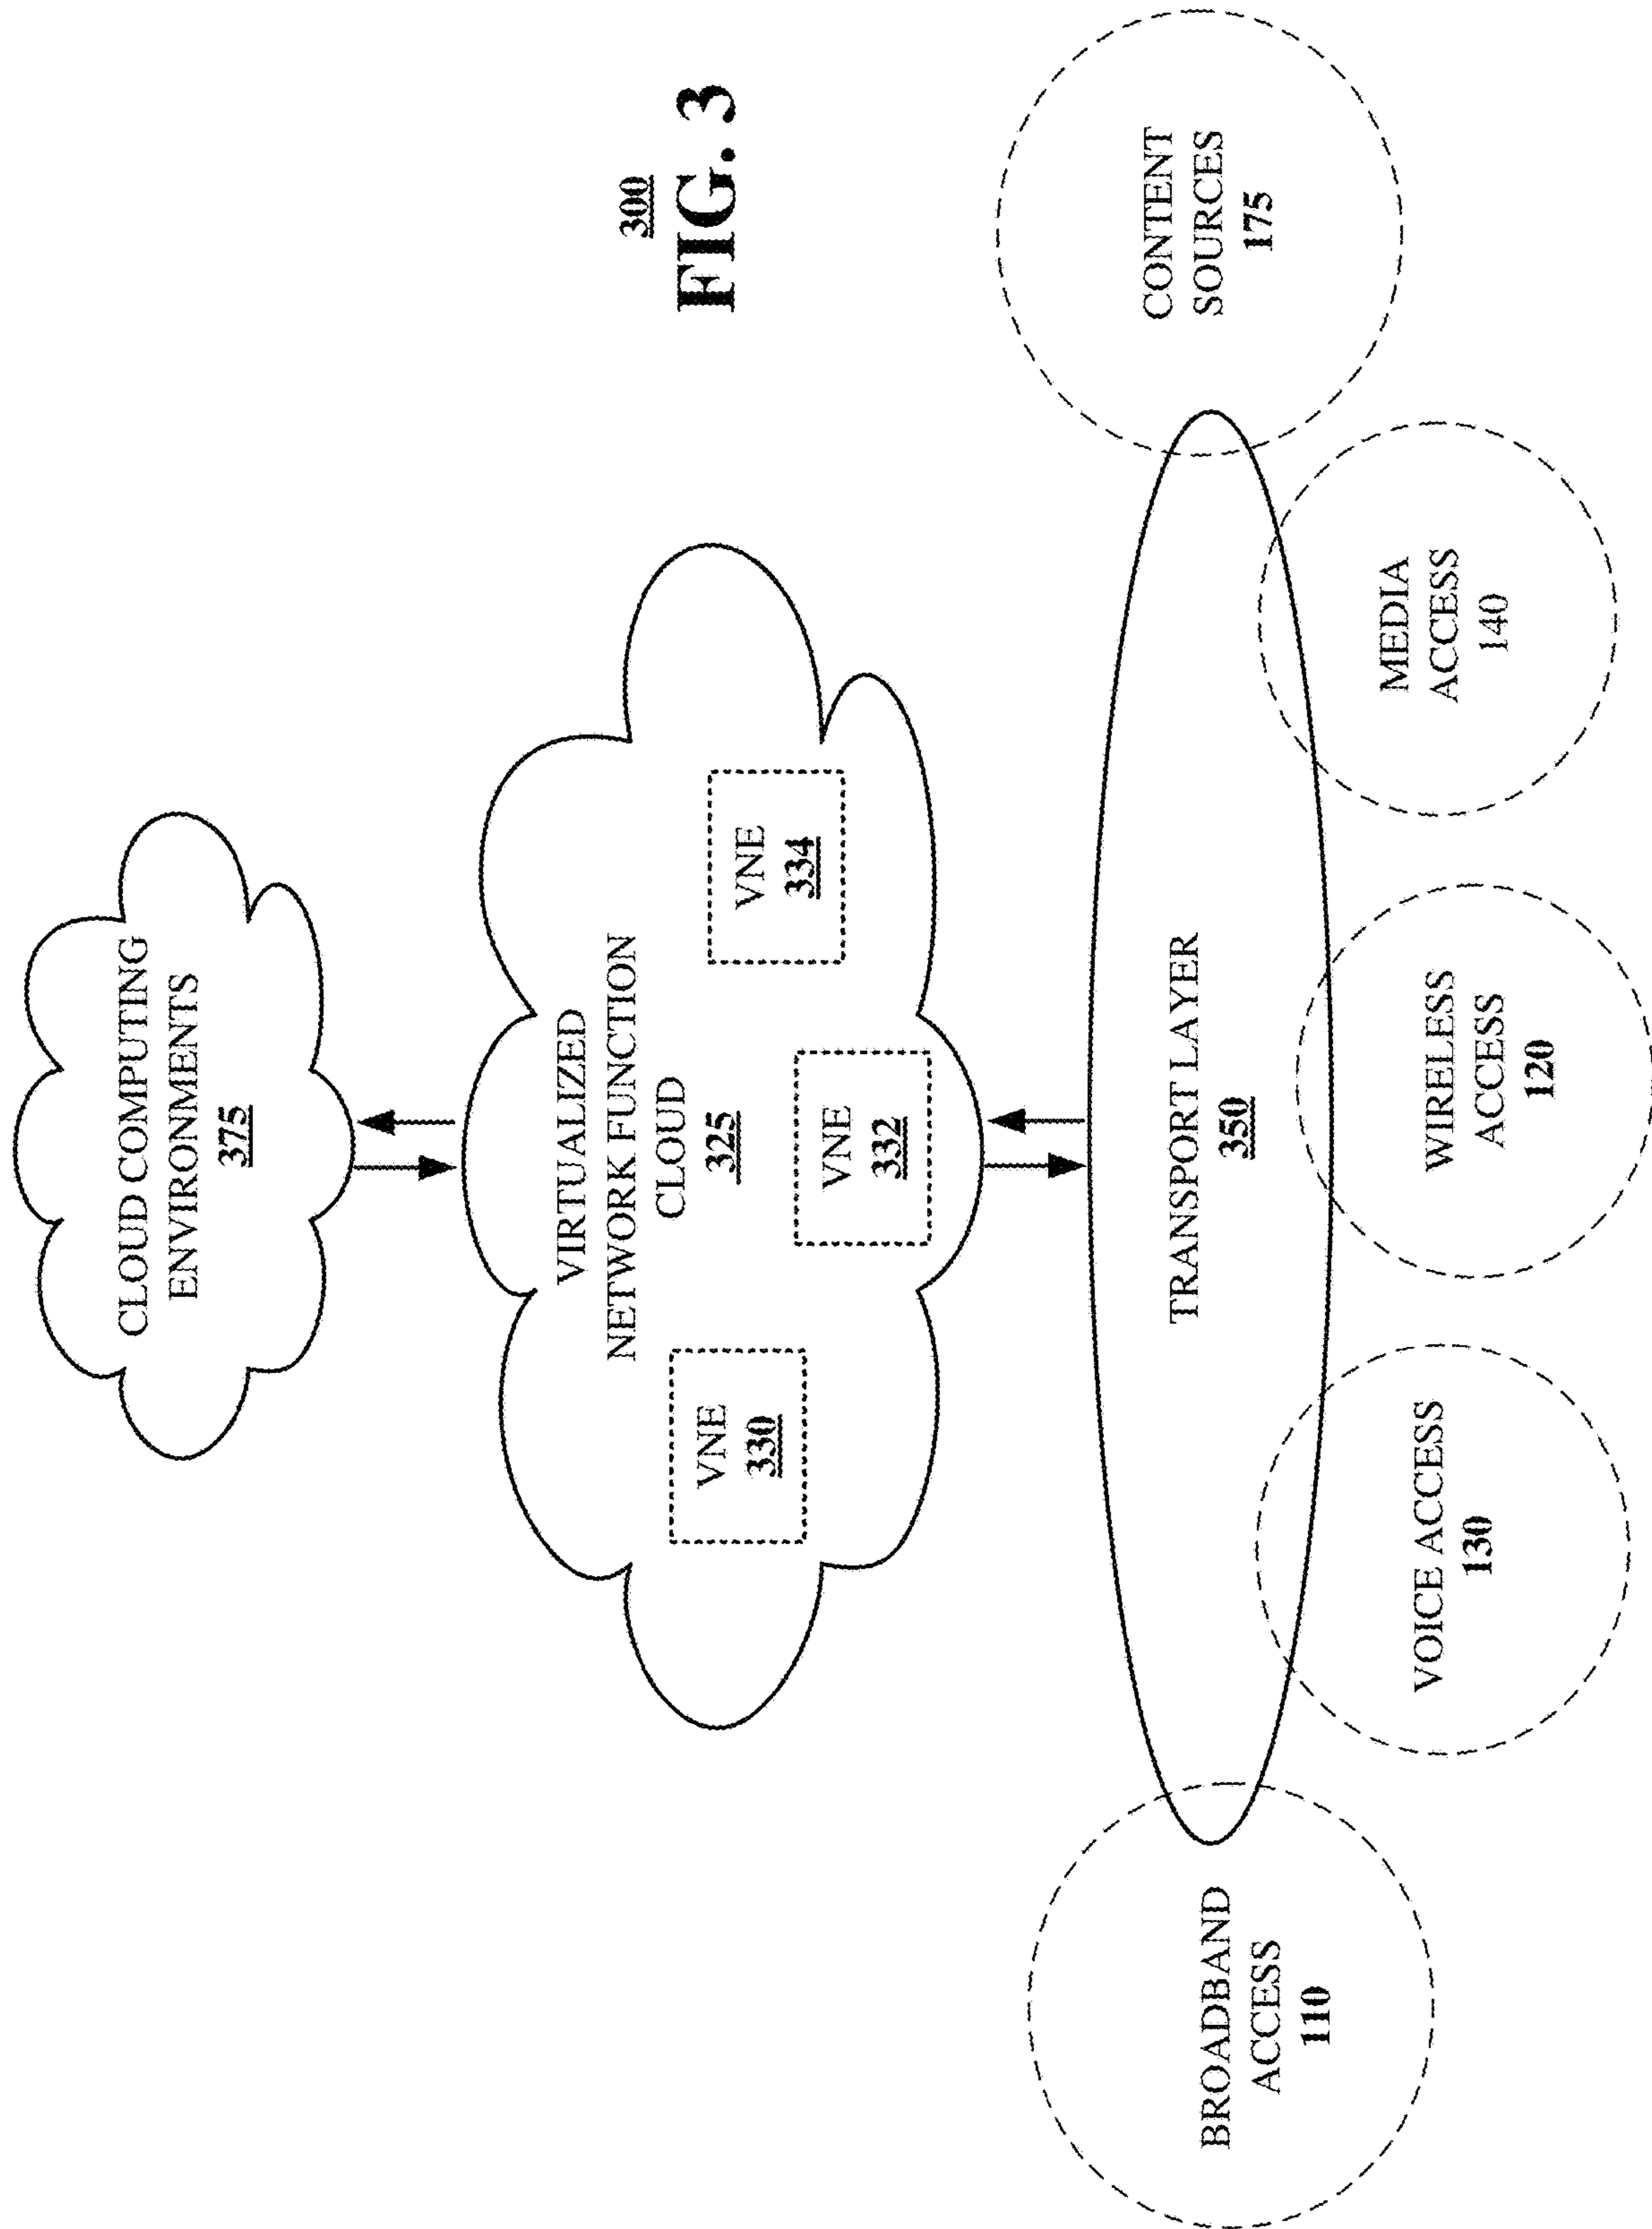 CLOUD COMPUTING
ENVIRONMENTS
375
300
FIG. 3
VIRTUALIZED
NETWORK FUNCTION
CLOUD
325
VNE
330
VNE
332
VNE
334
TRANSPORT LAYER
350
BROADBAND
ACCESS
110
VOICE ACCESS
130
WIRELESS
ACCESS
120
MEDIA
ACCESS
140
CONTENT
SOURCES
175